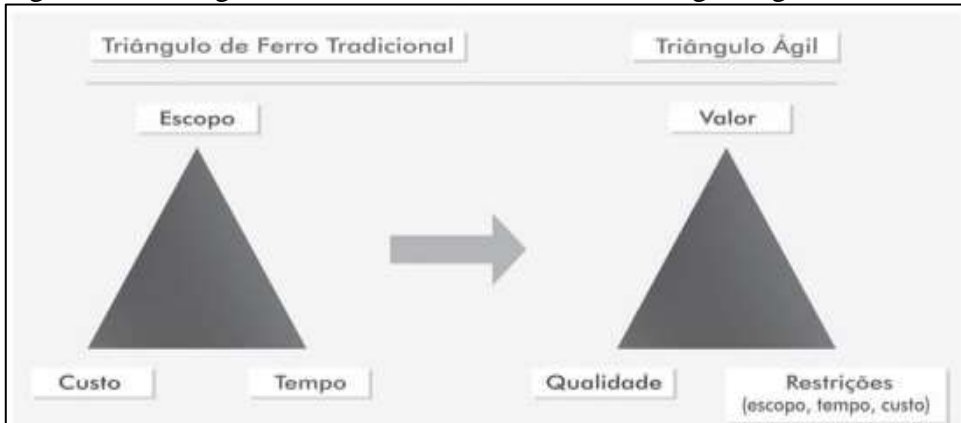 Triângulo de Ferro Tradicional
Triângulo Ágil
Escopo
Valor
Custo
Tempo
Qualidade
Restrições
(escopo, tempo, custo)